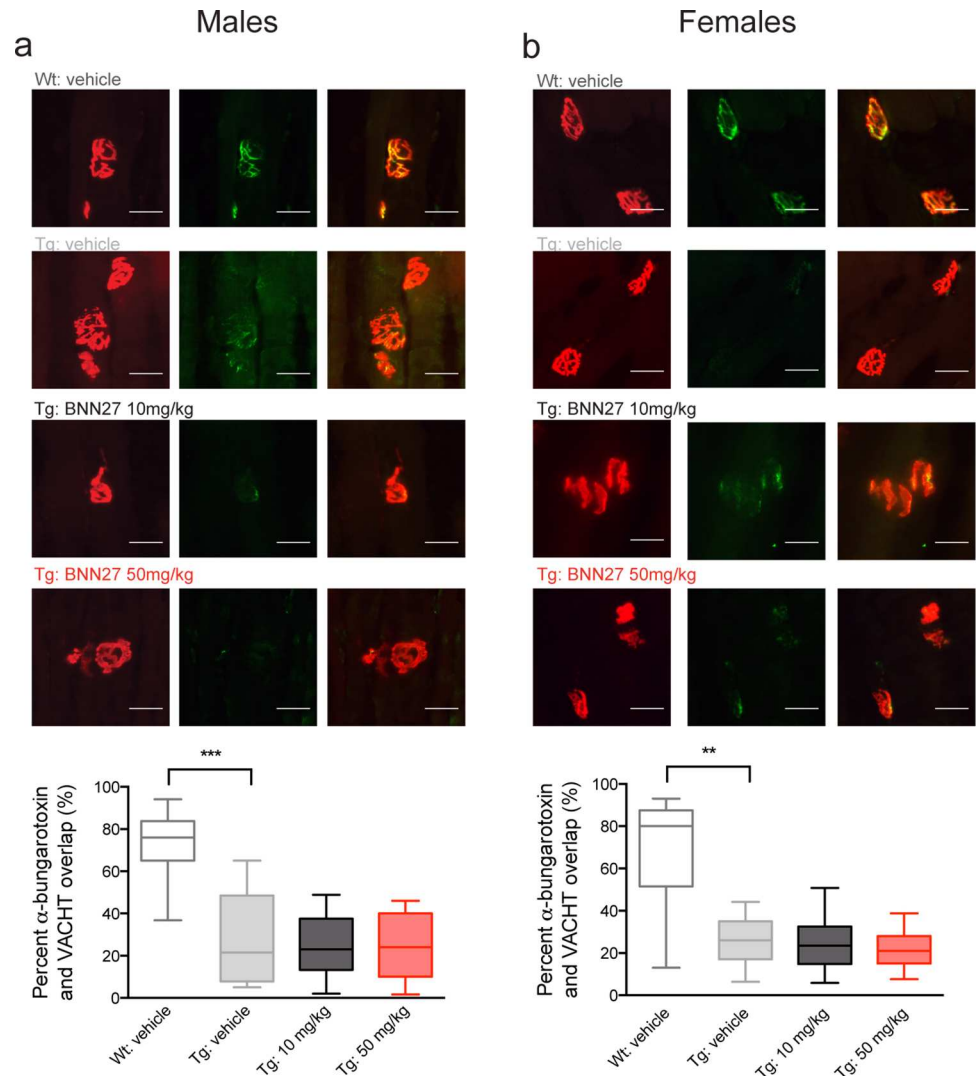 Males
Females
a
b
Wt: vehicle
Wt: vehicle
Tg: vehicle
Tg: vehicle
Tg: BNN27 10mg/kg
Tg: BNN27 10mg/kg
Tg: BNN27 50mg/kg
Tg: BNN27 50mg/kg
Percent α-bungarotoxin
and VACHT overlap (%)
100
80
60
40
20
0
***
Wt: vehicle
Tg: vehicle
Tg: 10 mg/kg
Tg: 50 mg/kg
Percent α-bungarotoxin
and VACHT overlap (%)
100
80
60
40
20
0
**
Wt: vehicle
Tg: vehicle
Tg: 10 mg/kg
Tg: 50 mg/kg